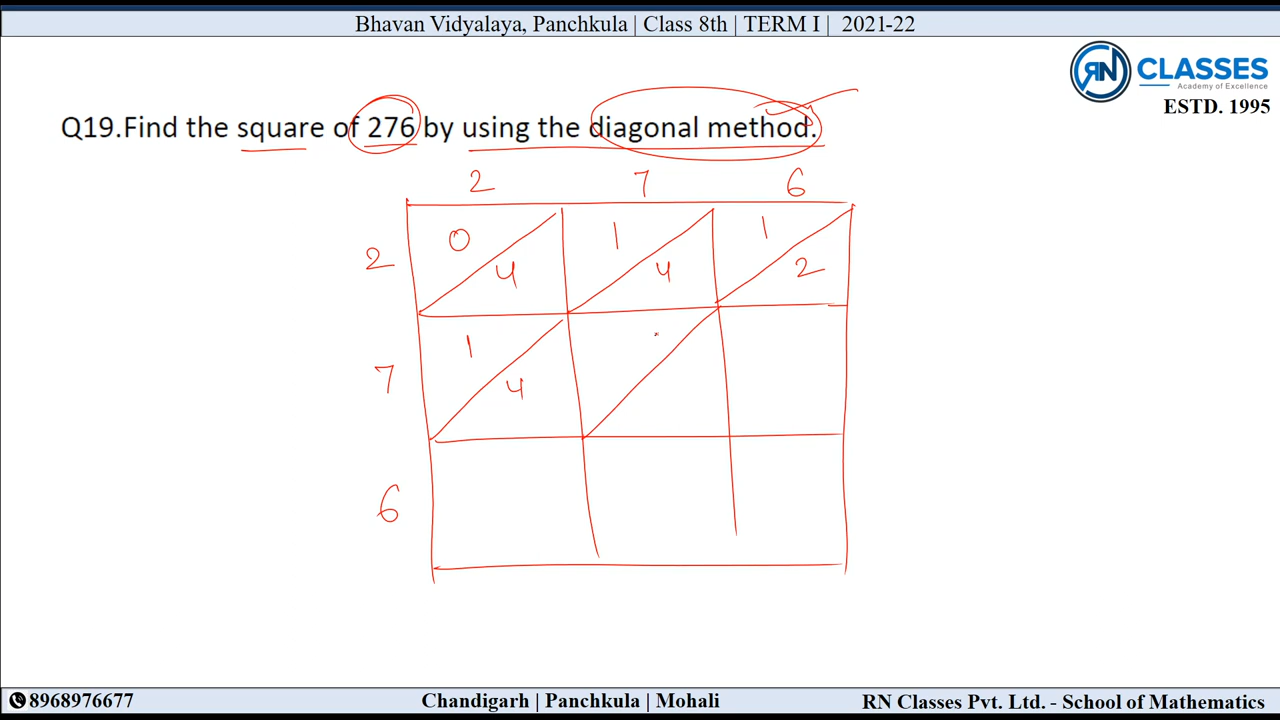 Bhavan Vidyalaya, Panchkula | Class 8th | TERM I | 2021-22
RN CLASSES
Academy of Excellence
ESTD. 1995
Q19.Find the square of 276 by using the diagonal method.
2 7 6
2 0 4 1 4 1 2
7 1 4
6
8968976677 Chandigarh | Panchkula | Mohali RN Classes Pvt. Ltd. - School of Mathematics